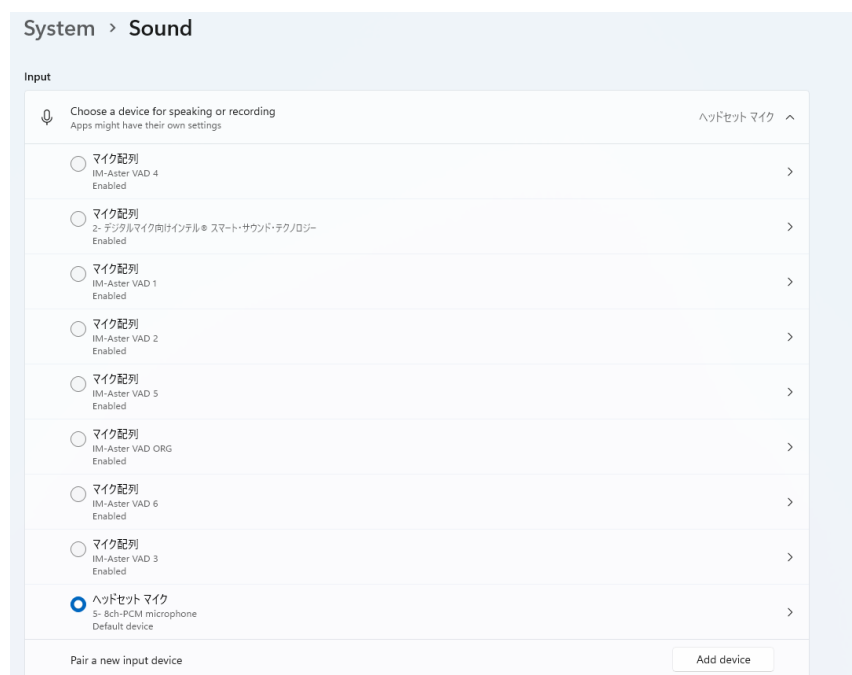 System > Sound
Input
Choose a device for speaking or recording
Apps might have their own settings
ヘッドセット マイク
マイク配列
IM-Aster VAD 4
Enabled
マイク配列
2- デジタルマイク向けインテル® スマート・サウンド・テクノロジー
Enabled
マイク配列
IM-Aster VAD 1
Enabled
マイク配列
IM-Aster VAD 2
Enabled
マイク配列
IM-Aster VAD 5
Enabled
マイク配列
IM-Aster VAD ORG
Enabled
マイク配列
IM-Aster VAD 6
Enabled
マイク配列
IM-Aster VAD 3
Enabled
ヘッドセット マイク
5- 8ch-PCM microphone
Default device
Pair a new input device
Add device